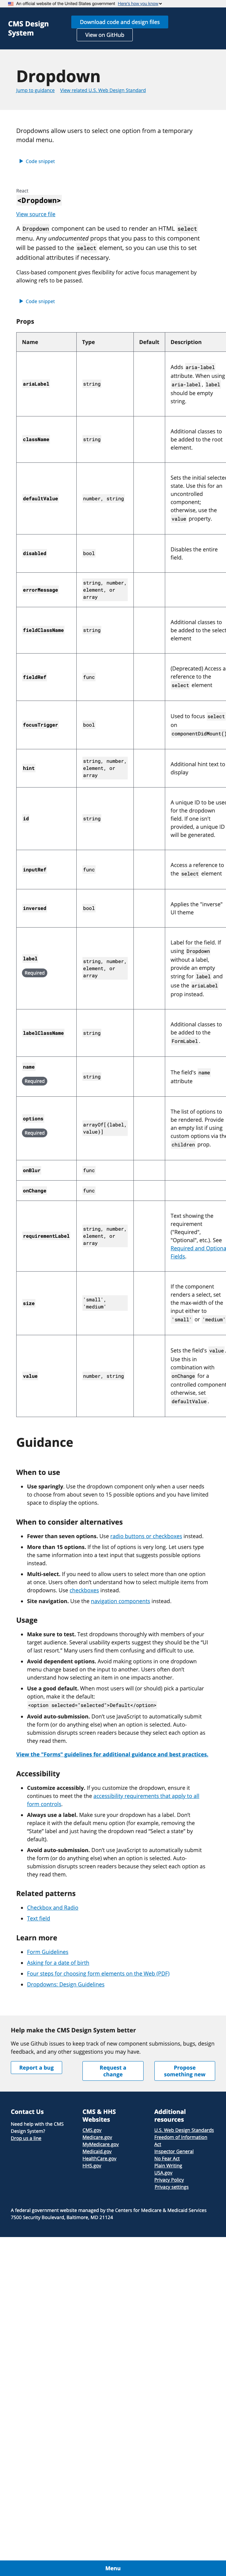 An official website of the United States government Here's how you know
CMS Design
System
Download code and design files
View on GitHub
Dropdown
Jump to guidance View related U.S. Web Design Standard
Dropdowns allow users to select one option from a temporary
modal menu.
Code snippet
React
<Dropdown>
View source file
A Dropdown component can be used to render an HTML select
menu. Any undocumented props that you pass to this component
will be passed to the select element, so you can use this to set
additional attributes if necessary.
Class-based component gives flexibility for active focus management by
allowing refs to be passed.
Code snippet
Props
Name Type Default Description
ariaLabel string
Adds aria-label
attribute. When using
aria-label, label
should be empty
string.
className string
Additional classes to
be added to the root
element.
defaultValue number, string
Sets the initial selected
state. Use this for an
uncontrolled
component;
otherwise, use the
value property.
disabled bool
Disables the entire
field.
errorMessage
string, number,
element, or
array
fieldClassName string
Additional classes to
be added to the select
element
fieldRef func
(Deprecated) Access a
reference to the
select element
focusTrigger bool
Used to focus select
on
componentDidMount()
hint
string, number,
element, or
array
Additional hint text to
display
id string
A unique ID to be used
for the dropdown
field. If one isn't
provided, a unique ID
will be generated.
inputRef func
Access a reference to
the select element
inversed bool
Applies the "inverse"
UI theme
label
Required
string, number,
element, or
array
Label for the field. If
using Dropdown
without a label,
provide an empty
string for label and
use the ariaLabel
prop instead.
labelClassName string
Additional classes to
be added to the
FormLabel.
name
Required
string
The field's name
attribute
options
Required
arrayOf[{label,
value}]
The list of options to
be rendered. Provide
an empty list if using
custom options via the
children prop.
onBlur func
onChange func
requirementLabel
string, number,
element, or
array
Text showing the
requirement
("Required",
"Optional", etc.). See
Required and Optional
Fields.
size
'small',
'medium'
If the component
renders a select, set
the max-width of the
input either to
'small' or 'medium'
value number, string
Sets the field's value.
Use this in
combination with
onChange for a
controlled component;
otherwise, set
defaultValue.
Guidance
When to use
Use sparingly. Use the dropdown component only when a user needs
to choose from about seven to 15 possible options and you have limited
space to display the options.
When to consider alternatives
Fewer than seven options. Use radio buttons or checkboxes instead.
More than 15 options. If the list of options is very long. Let users type
the same information into a text input that suggests possible options
instead.
Multi-select. If you need to allow users to select more than one option
at once. Users often don't understand how to select multiple items from
dropdowns. Use checkboxes instead.
Site navigation. Use the navigation components instead.
Usage
Make sure to test. Test dropdowns thoroughly with members of your
target audience. Several usability experts suggest they should be the "UI
of last resort." Many users find them confusing and difficult to use.
Avoid dependent options. Avoid making options in one dropdown
menu change based on the input to another. Users often don't
understand how selecting an item in one impacts another.
Use a good default. When most users will (or should) pick a particular
option, make it the default:
<option selected="selected">Default</option>
Avoid auto-submission. Don't use JavaScript to automatically submit
the form (or do anything else) when an option is selected. Auto-
submission disrupts screen readers because they select each option as
they read them.
View the "Forms" guidelines for additional guidance and best practices.
Accessibility
Customize accessibly. If you customize the dropdown, ensure it
continues to meet the the accessibility requirements that apply to all
form controls.
Always use a label. Make sure your dropdown has a label. Don't
replace it with the default menu option (for example, removing the
"State" label and just having the dropdown read "Select a state" by
default).
Avoid auto-submission. Don't use JavaScript to automatically submit
the form (or do anything else) when an option is selected. Auto-
submission disrupts screen readers because they select each option as
they read them.
Related patterns
Checkbox and Radio
Text field
Learn more
Form Guidelines
Asking for a date of birth
Four steps for choosing form elements on the Web (PDF)
Dropdowns: Design Guidelines
Help make the CMS Design System better
We use Github issues to keep track of new component submissions, bugs, design
feedback, and any other suggestions you may have.
Report a bug
Request a
change
Propose
something new
Contact Us
Need help with the CMS
Design System?
Drop us a line
CMS & HHS
Websites
CMS.gov
Medicare.gov
MyMedicare.gov
Medicaid.gov
HealthCare.gov
HHS.gov
Additional
resources
U.S. Web Design Standards
Freedom of Information
Act
Inspector General
No Fear Act
Plain Writing
USA.gov
Privacy Policy
Privacy settings
A federal government website managed by the Centers for Medicare & Medicaid Services
7500 Security Boulevard, Baltimore, MD 21124
Menu